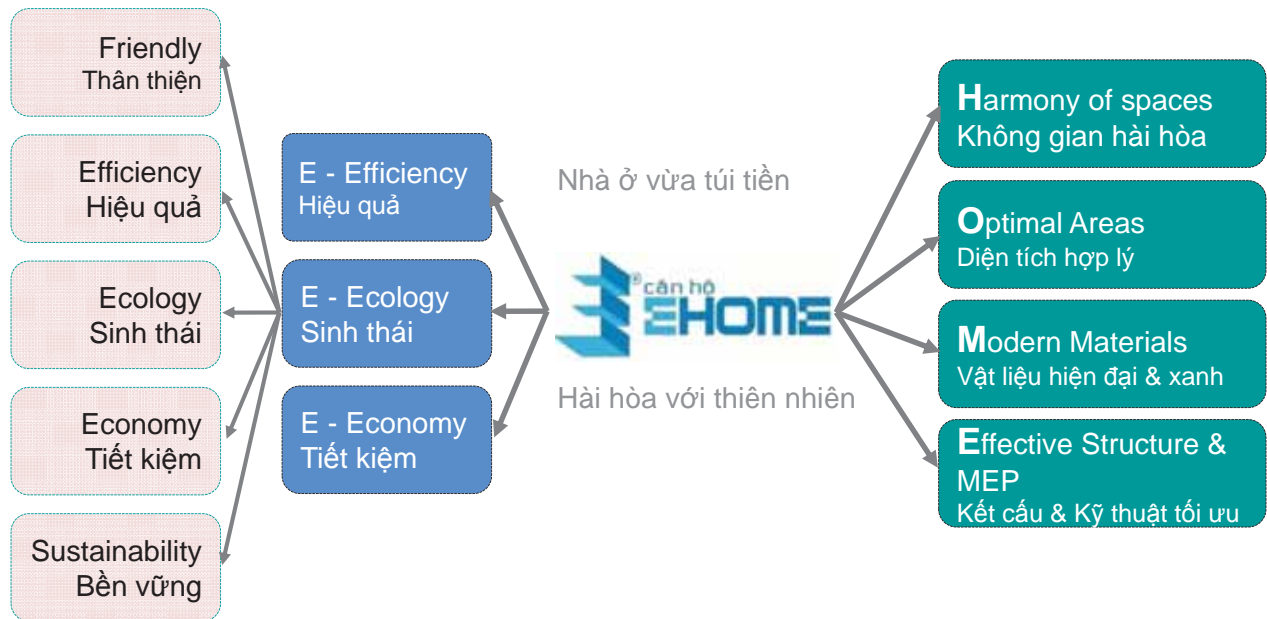 Friendly
Thân thiện
Efficiency
Hiệu quả
Ecology
Sinh thái
Economy
Tiết kiệm
Sustainability
Bền vững
E - Efficiency
Hiệu quả
E - Ecology
Sinh thái
E - Economy
Tiết kiệm
Nhà ở vừa túi tiền
®căn hộ
EHOME
Hài hòa với thiên nhiên
Harmony of spaces
Không gian hài hòa
Optimal Areas
Diện tích hợp lý
Modern Materials
Vật liệu hiện đại & xanh
Effective Structure &
MEP
Kết cấu & Kỹ thuật tối ưu